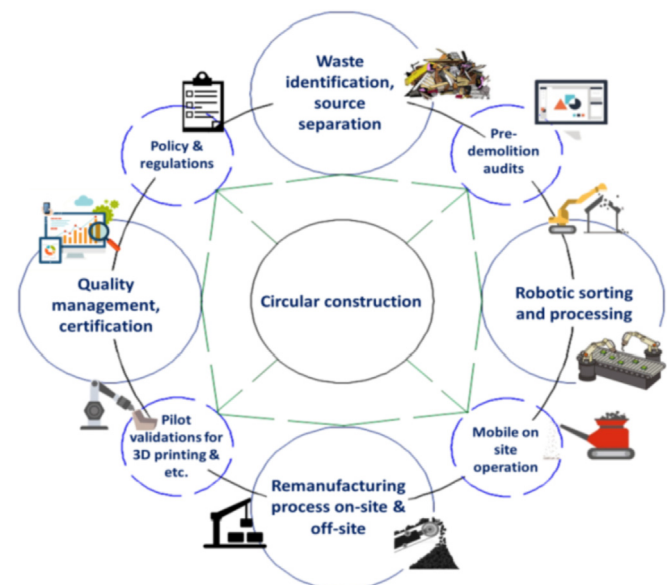 Waste
identification,
source
separation
Policy &
regulations
Pre-
demolition
audits
Quality
management,
certification
Circular construction
Robotic sorting
and processing
Pilot
validations for
3D printing &
etc.
Mobile on
site
operation
Remanufacturing
process on-site &
off-site